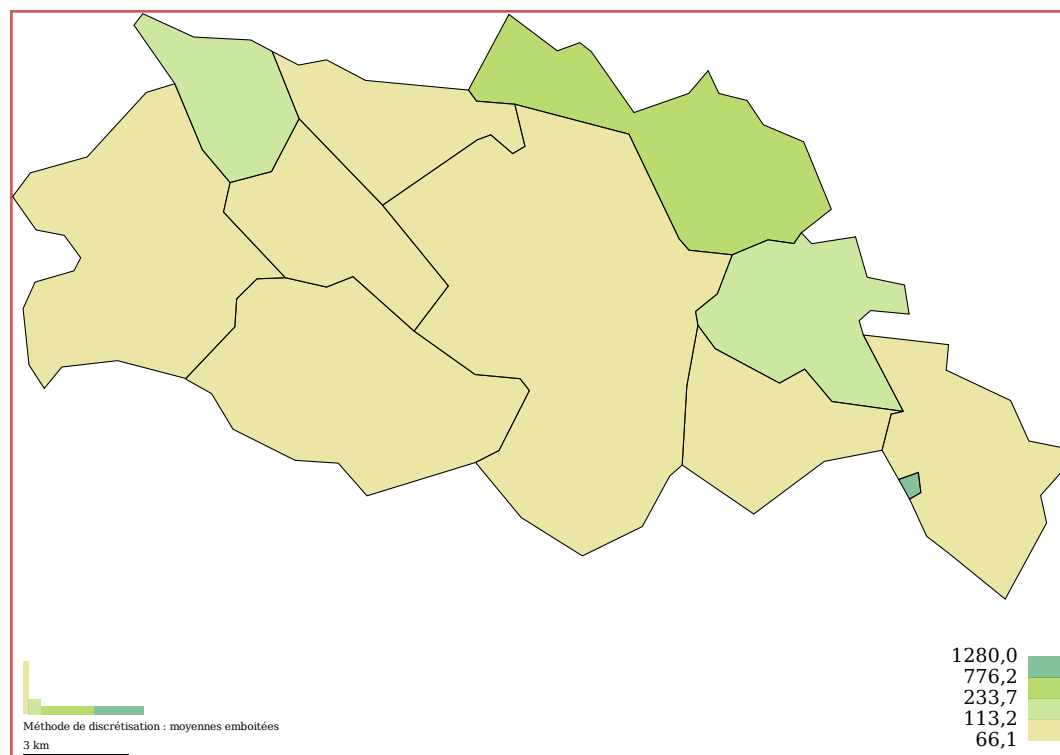 1280,0
776,2
233,7
113,2
66,1
Méthode de discrétisation : moyennes emboitées
3 km